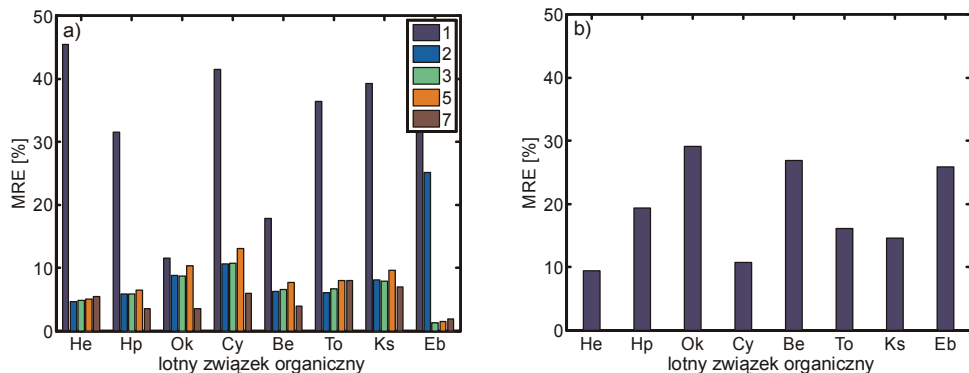 a)
50
40
30
20
10
0
MRE [%]
1
2
3
5
7
He Hp Ok Cy Be To Ks Eb
lotny związek organiczny
b)
50
40
30
20
10
0
MRE [%]
He Hp Ok Cy Be To Ks Eb
lotny związek organiczny